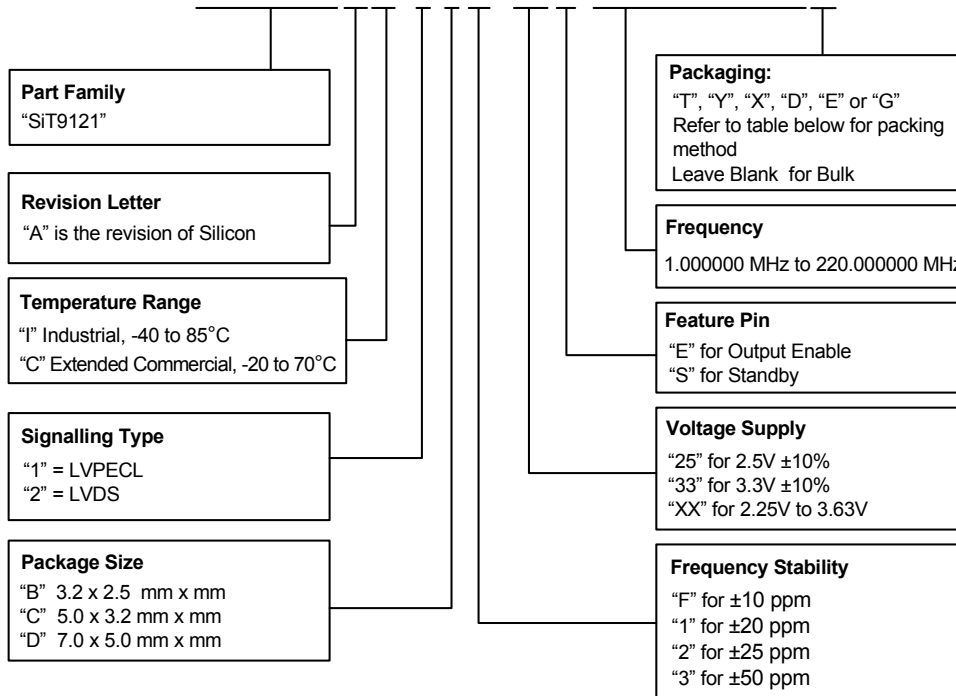 Part Family
“SiT9121”
Revision Letter
“A” is the revision of Silicon
Temperature Range
“I” Industrial, -40 to 85°C
“C” Extended Commercial, -20 to 70°C
Signalling Type
“1” = LVPECL
“2” = LVDS
Package Size
“B” 3.2 x 2.5 mm x mm
“C” 5.0 x 3.2 mm x mm
“D” 7.0 x 5.0 mm x mm
Packaging:
“T”, “Y”, “X”, “D”, “E” or “G”
Refer to table below for packing
method
Leave Blank for Bulk
Frequency
1.000000 MHz to 220.000000 MHz
Feature Pin
“E” for Output Enable
“S” for Standby
Voltage Supply
“25” for 2.5V ±10%
“33” for 3.3V ±10%
“XX” for 2.25V to 3.63V
Frequency Stability
“F” for ±10 ppm
“1” for ±20 ppm
“2” for ±25 ppm
“3” for ±50 ppm